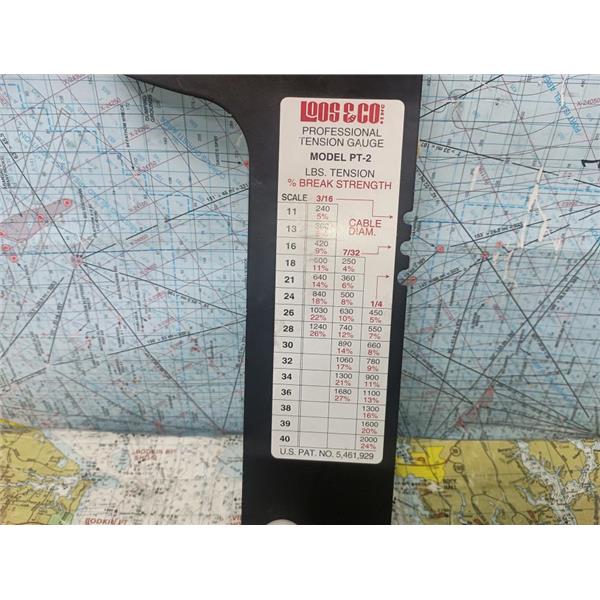 LOOS & CO. INC
PROFESSIONAL
TENSION GAUGE
MODEL PT-2
LBS. TENSION
% BREAK STRENGTH
SCALE 3/16
11 240
5%
CABLE
DIAM.
13
16 420
9% 7/32
18 600 250
11% 4%
21 640 360
14% 6%
24 840 500
18% 8% 1/4
26 1030 630 450
22% 10% 5%
28 1240 740 550
26% 12% 7%
30 890 660
14% 8%
32 1060 780
17% 9%
34 1300 900
21% 11%
36 1680 1100
27% 13%
38 1300
16%
39 1600
20%
40 2000
24%
U.S. PAT. NO. 5,461,929
BODKIN PT